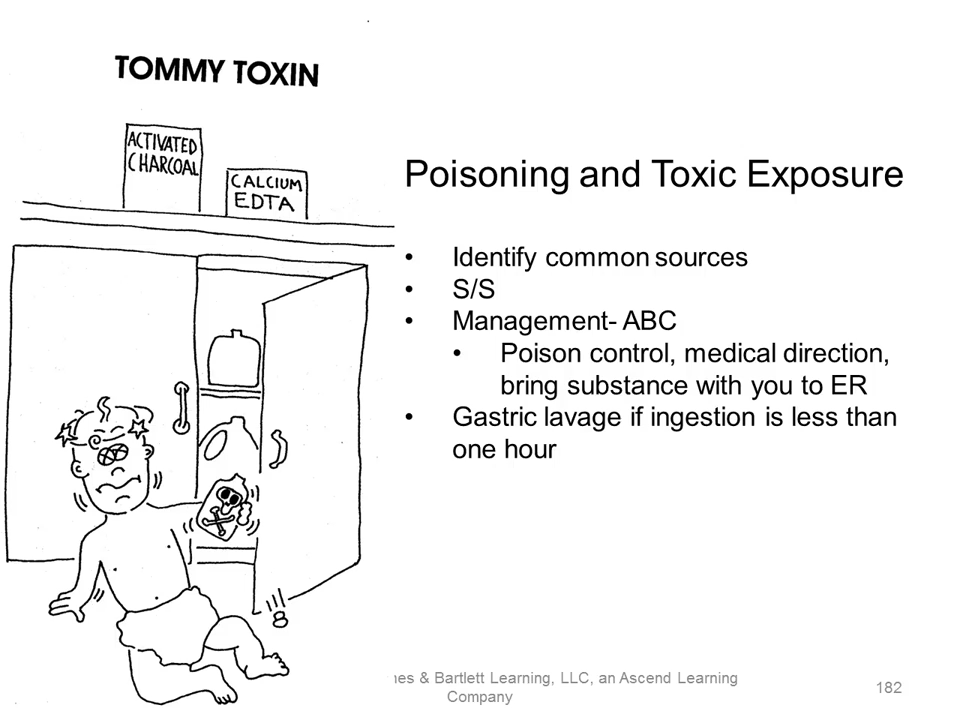 TOMMY TOXIN
ACTIVATED
CHARCOAL
CALCIUM
EDTA
Poisoning and Toxic Exposure
• Identify common sources
• S/S
• Management- ABC
• Poison control, medical direction,
bring substance with you to ER
• Gastric lavage if ingestion is less than
one hour
& Bartlett Learning, LLC, an Ascend Learning
Company
182